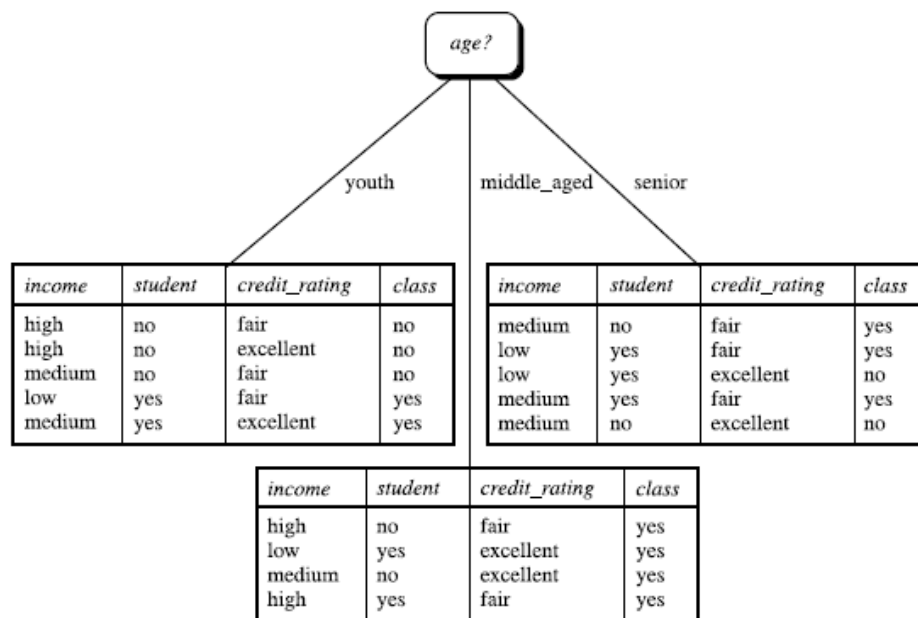 age?
youth
middle_aged
senior
income student credit_rating class
high no fair no
high no excellent no
medium no fair no
low yes fair yes
medium yes excellent yes
income student credit_rating class
medium no fair yes
low yes fair yes
low yes excellent no
medium yes fair yes
medium no excellent no
income student credit_rating class
high no fair yes
low yes excellent yes
medium no excellent yes
high yes fair yes